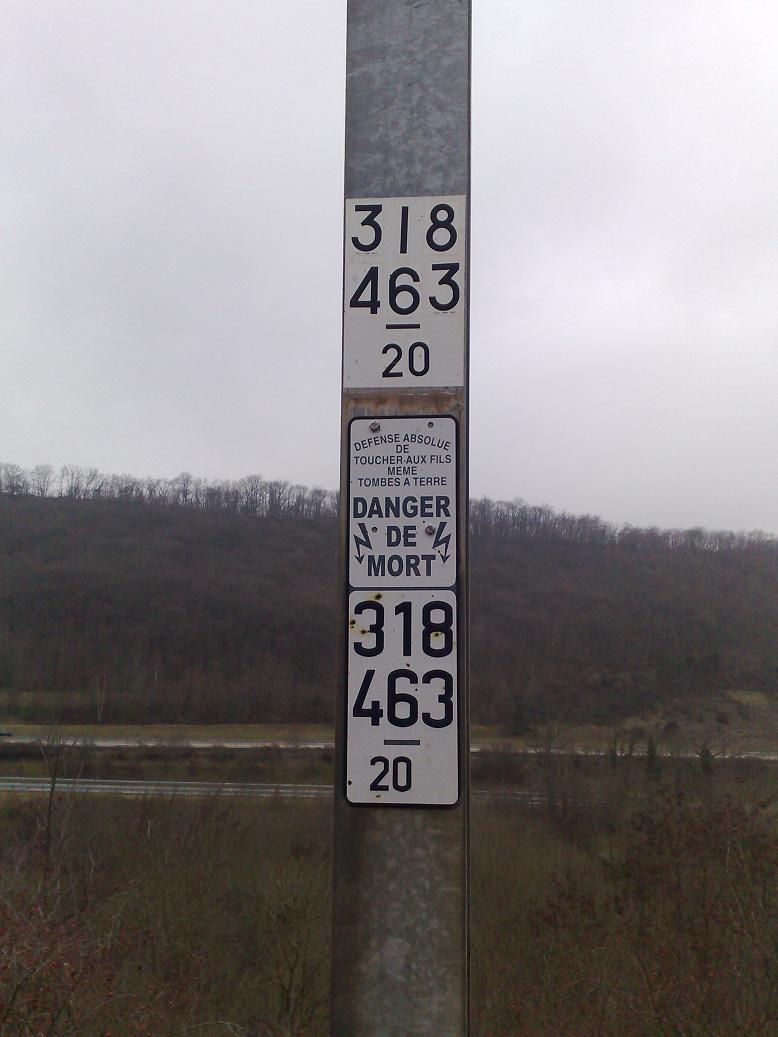 318
463
20
DEFENSE ABSOLUE
DE
TOUCHER AUX FILS
MEME
TOMBES A TERRE
DANGER
DE
MORT
318
463
20